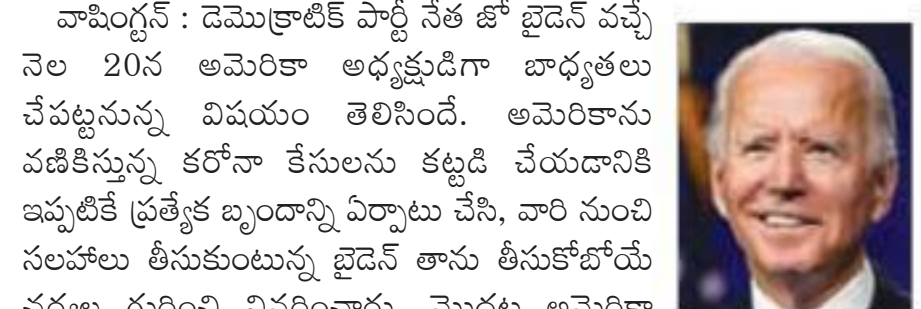 వాషింగ్టన్ : డెమొక్రాటిక్ పార్టీ నేత జో బైడెన్ వచ్చే
నెల 20న అమెరికా అధ్యక్షుడిగా బాధ్యతలు
చేపట్టనున్న విషయం తెలిసిందే. అమెరికాను
వణికిస్తున్న కరోనా కేసులను కట్టడి చేయడానికి
ఇప్పటికే ప్రత్యేక బృందాన్ని ఏర్పాటు చేసి, వారి నుంచి
సలహాలు తీసుకుంటున్న బైడెన్ తాను తీసుకోబోయే